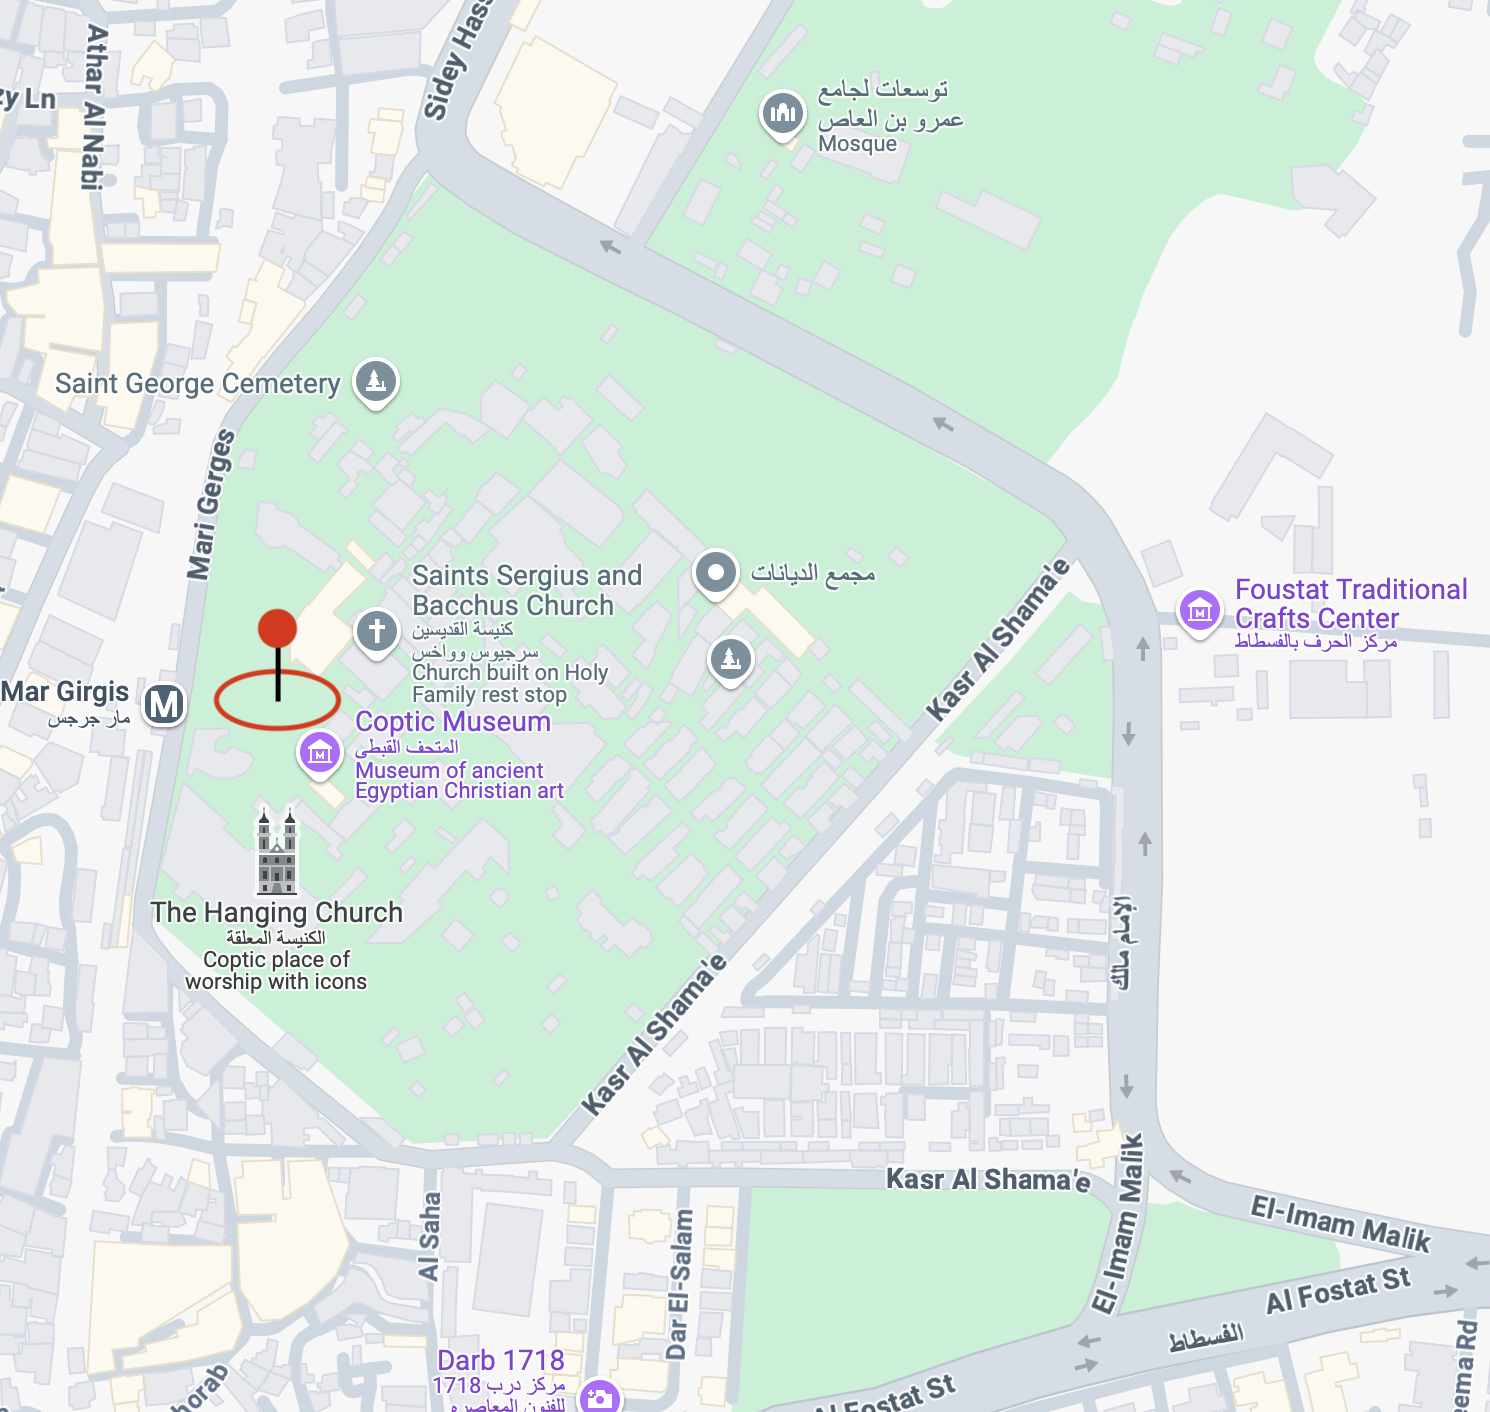 Athar Al Nabi
zy Ln
Sidey Hass
توسعات لجامع
عمرو بن العاص
Mosque
Saint George Cemetery
Mari Gerges
Saints Sergius and
Bacchus Church
كنيسة القديسين
سرجيوس وواخس
Church built on Holy
Family rest stop
مجمع الديانات
Kasr Al Shama'e
Foustat Traditional
Crafts Center
مركز الحرف بالفسطاط
Mar Girgis
مار جرجس
M
Coptic Museum
المتحف القبطي
Museum of ancient
Egyptian Christian art
The Hanging Church
الكنيسة المعلقة
Coptic place of
worship with icons
الإمام مالك
Kasr Al Shama'e
Kasr Al Shama'e
El-Imam Malik
El-Imam Malik
Al Saha
Dar El-Salam
Al Fostat St
الفسطاط
Darb 1718
مركز درب 1718
للفنون المعاصره
Al Fostat St
horab
eema Rd